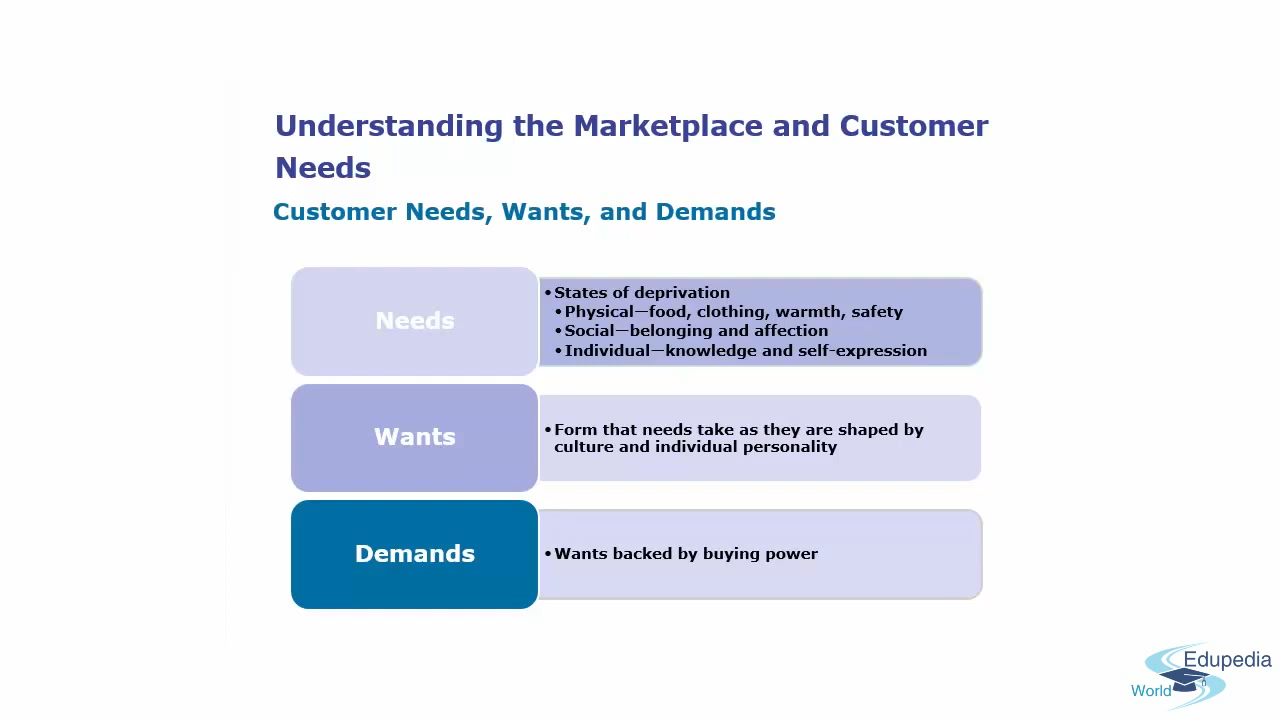 Understanding the Marketplace and Customer
Needs
Customer Needs, Wants, and Demands
Needs
•States of deprivation
•Physical—food, clothing, warmth, safety
•Social—belonging and affection
•Individual—knowledge and self-expression
Wants
•Form that needs take as they are shaped by
culture and individual personality
Demands
•Wants backed by buying power
Edupedia
World